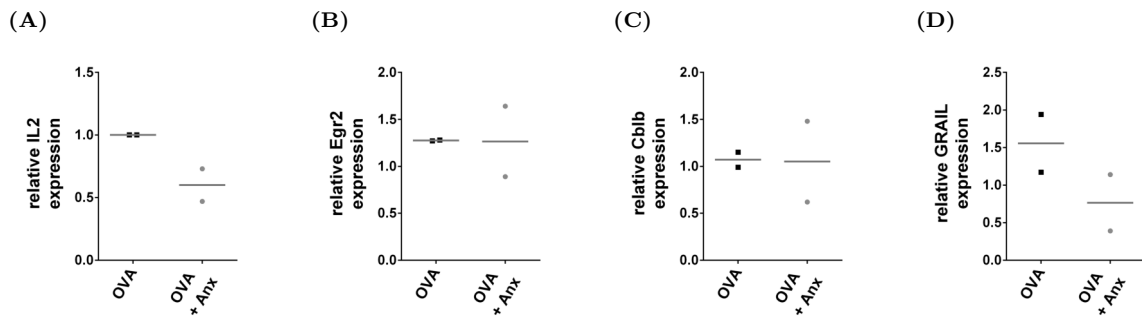 (A)
(B)
(C)
(D)
relative IL2
expression
1.5
1.0
0.5
0.0
OVA
OVA
+ Anx
relative Egr2
expression
2.0
1.5
1.0
0.5
0.0
OVA
OVA
+ Anx
relative Cblb
expression
2.0
1.5
1.0
0.5
0.0
OVA
OVA
+ Anx
relative GRAIL
expression
2.5
2.0
1.5
1.0
0.5
0.0
OVA
OVA
+ Anx